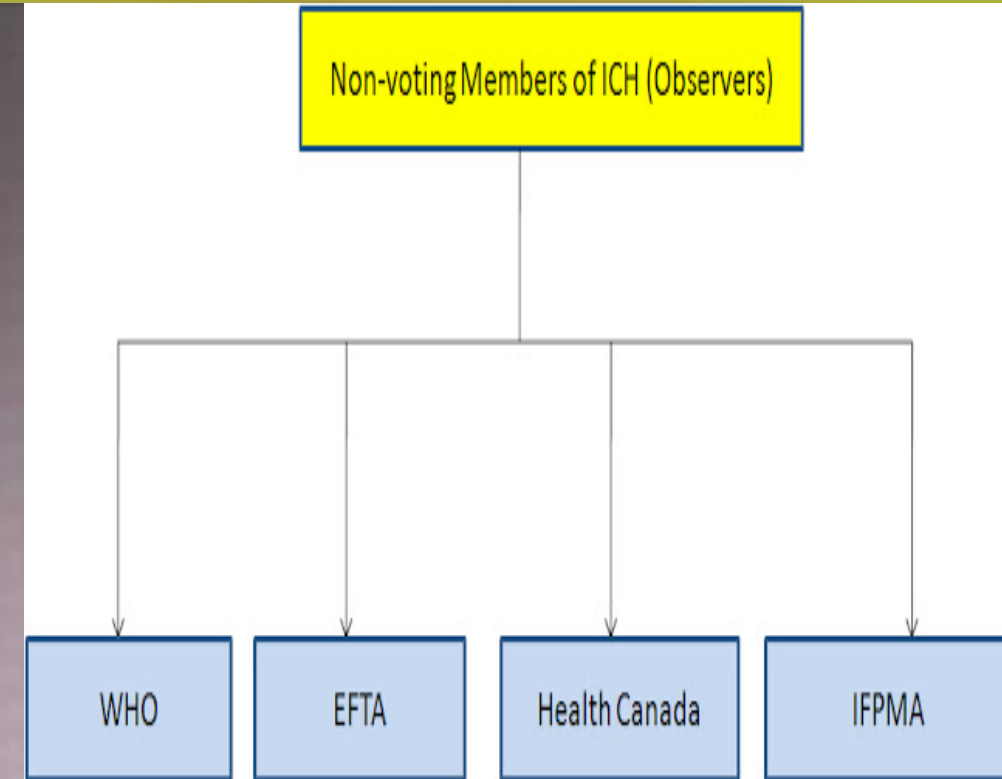 Non-voting Members of ICH (Observers)
WHO
EFTA
Health Canada
IFPMA